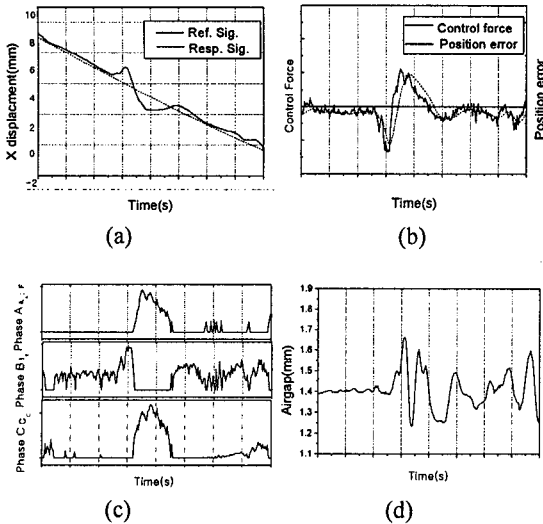 10
8
6
4
2
0
−2
X displacment(mm)
Ref. Sig.
Resp. Sig.
Time(s)
(a)
Control Force
Control force
Position error
Position error
Time(s)
(b)
Phase A
Phase B
Phase C
Time(s)
(c)
1.9
1.8
1.7
1.6
1.5
1.4
1.3
1.2
1.1
Airgap(mm)
Time(s)
(d)